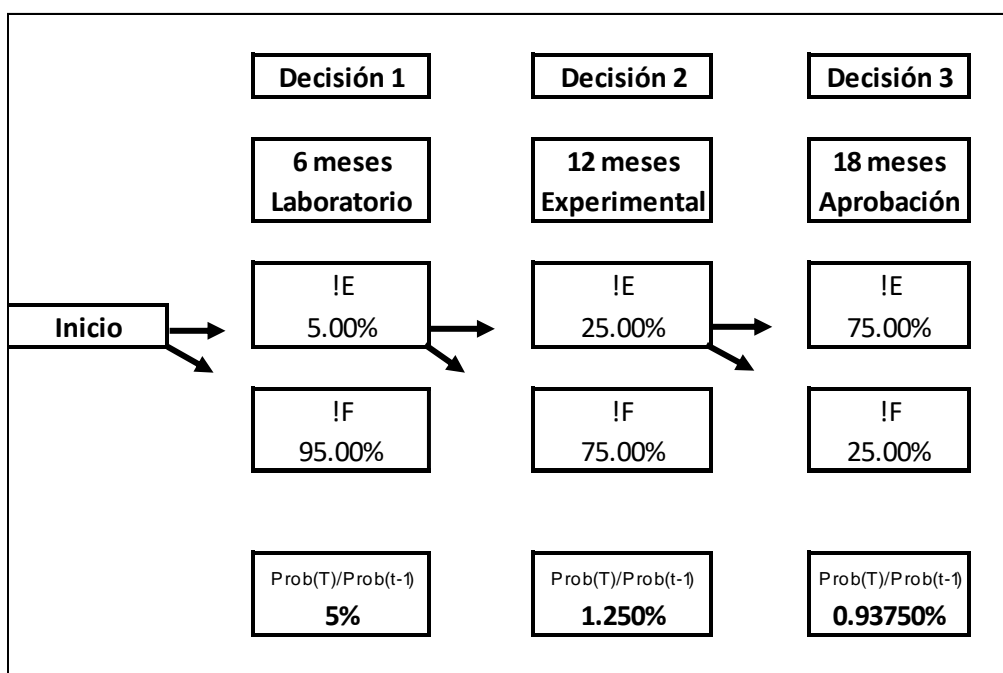 Decisión 1
Decisión 2
Decisión 3
6 meses
Laboratorio
12 meses
Experimental
18 meses
Aprobación
Inicio
!E
5.00%
!E
25.00%
!E
75.00%
!F
95.00%
!F
75.00%
!F
25.00%
Prob(T)/Prob(t-1)
5%
Prob(T)/Prob(t-1)
1.250%
Prob(T)/Prob(t-1)
0.93750%